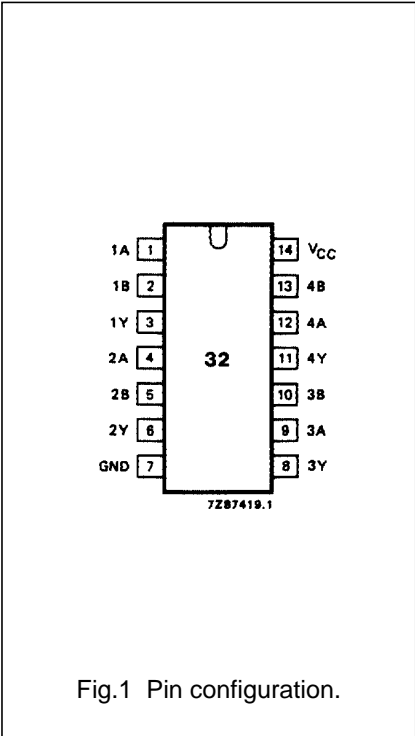 1A 1 14 VCC
1B 2 13 4B
1Y 3 12 4A
2A 4 32 11 4Y
2B 5 10 3B
2Y 6 9 3A
GND 7 8 3Y
7Z87419.1
Fig.1 Pin configuration.